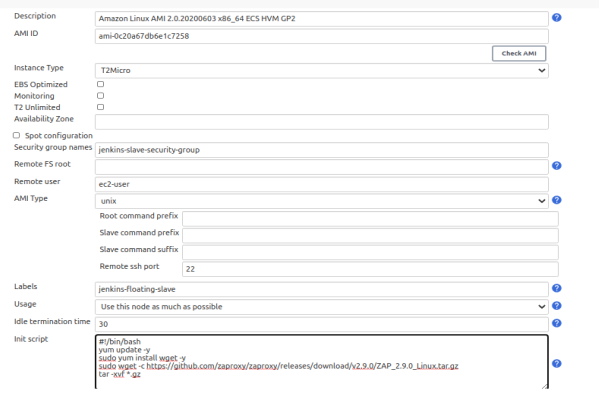 Description Amazon Linux AMI 2.0.20200603 x86_64 ECS HVM GP2
AMI ID ami-0c20a67db6e1c7258
Check AMI
Instance Type T2Micro
EBS Optimized
Monitoring
T2 Unlimited
Availability Zone
Spot configuration
Security group names jenkins-slave-security-group
Remote FS root
Remote user ec2-user
AMI Type unix
Root command prefix
Slave command prefix
Slave command suffix
Remote ssh port 22
Labels jenkins-floating-slave
Usage Use this node as much as possible
Idle termination time 30
Init script #!/bin/bash
yum update -y
sudo yum install wget -y
sudo wget -c https://github.com/zaproxy/zaproxy/releases/download/v2.9.0/ZAP_2.9.0_Linux.tar.gz
tar -xvf *.gz